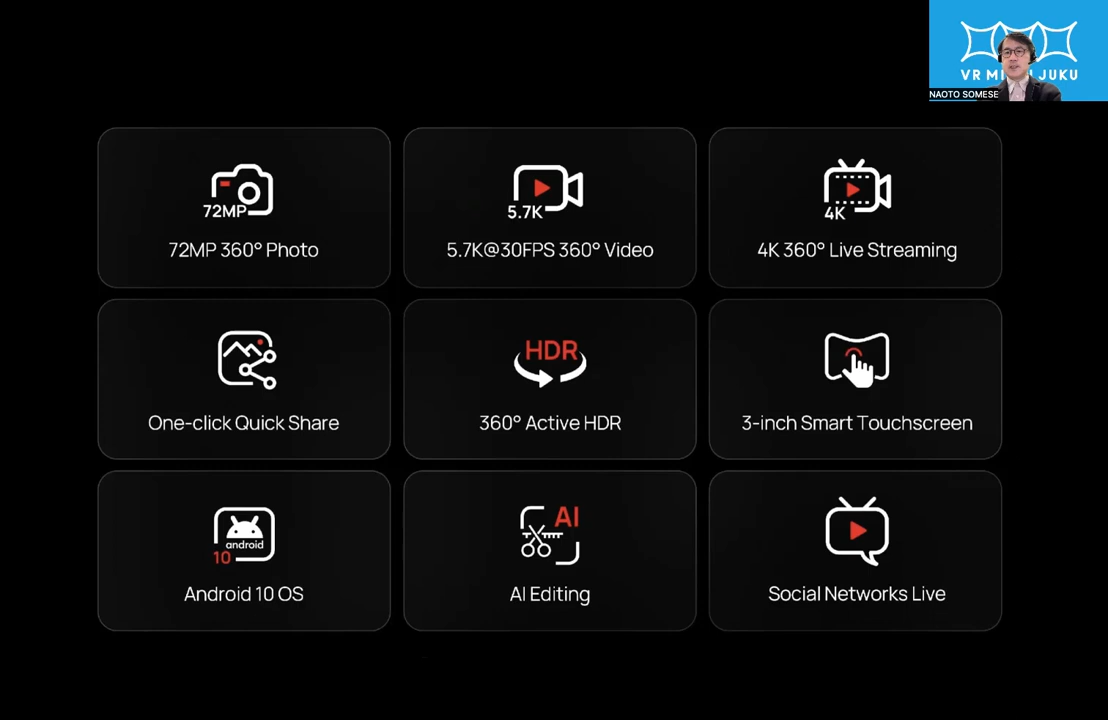 VR MI JUKU
NAOTO SOMESE
72MP
72MP 360° Photo
5.7K
5.7K@30FPS 360° Video
4K
4K 360° Live Streaming
One-click Quick Share
HDR
360° Active HDR
3-inch Smart Touchscreen
android
10
Android 10 OS
AI
AI Editing
Social Networks Live